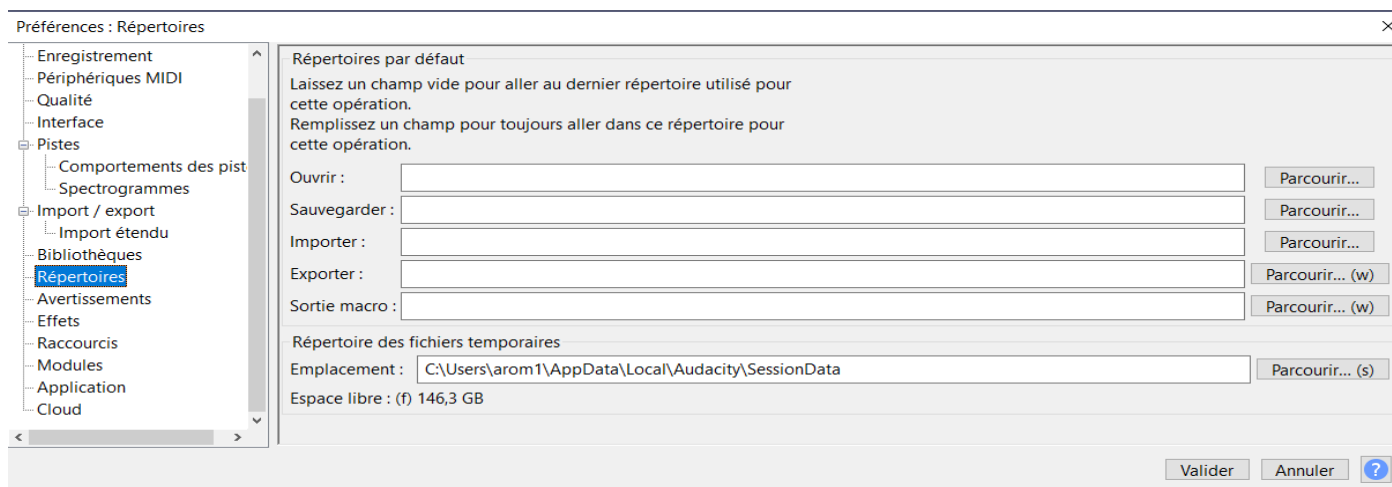 Préférences : Répertoires
Enregistrement
Périphériques MIDI
Qualité
Interface
Pistes
Comportements des pist
Spectrogrammes
Import / export
Import étendu
Bibliothèques
Répertoires
Avertissements
Effets
Raccourcis
Modules
Application
Cloud
Répertoires par défaut
Laissez un champ vide pour aller au dernier répertoire utilisé pour
cette opération.
Remplissez un champ pour toujours aller dans ce répertoire pour
cette opération.
Ouvrir : Parcourir...
Sauvegarder : Parcourir...
Importer : Parcourir...
Exporter : Parcourir... (w)
Sortie macro : Parcourir... (w)
Répertoire des fichiers temporaires
Emplacement : C:\Users\arom1\AppData\Local\Audacity\SessionData Parcourir... (s)
Espace libre : (f) 146,3 GB
Valider Annuler ?